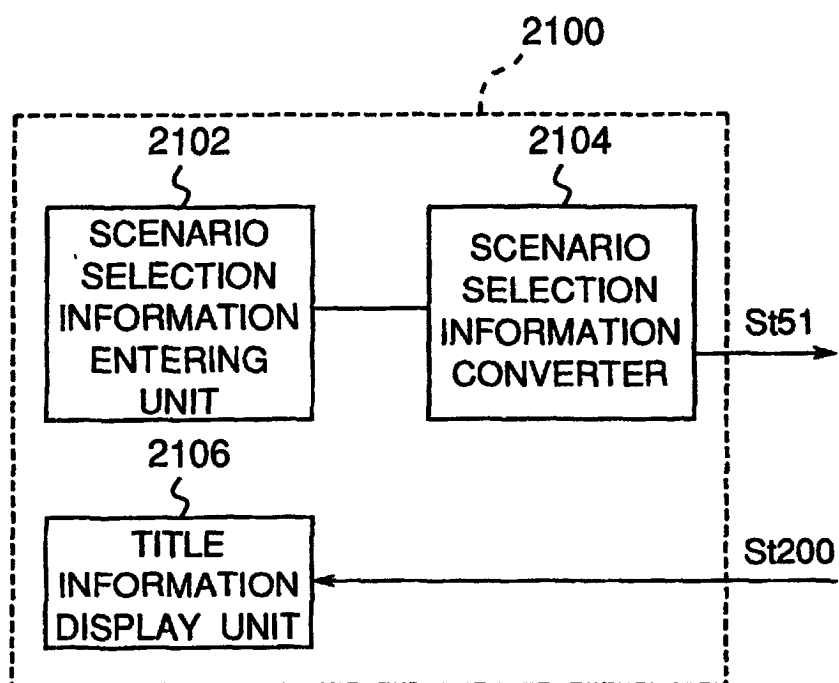 2100
2102
2104
SCENARIO
SELECTION
INFORMATION
ENTERING
UNIT
SCENARIO
SELECTION
INFORMATION
CONVERTER
St51
2106
TITLE
INFORMATION
DISPLAY UNIT
St200